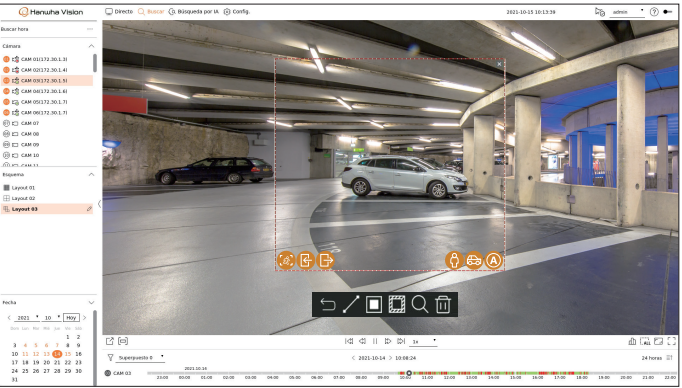 Hanwha Vision
Directo
Buscar
Búsqueda por IA
Config.
2021-10-15 10:13:39
admin
Buscar hora
Cámara
CAM 01(172.30.1.3)
CAM 02(172.30.1.4)
CAM 03(172.30.1.5)
CAM 04(172.30.1.6)
CAM 05(172.30.1.7)
CAM 06(172.30.1.7)
07 CAM 07
08 CAM 08
09 CAM 09
10 CAM 10
Esquema
Layout 01
Layout 02
Layout 03
Fecha
2021 10 Hoy
Dom Lun Mar Mié Jue Vie Sáb
1 2
3 4 5 6 7 8 9
10 11 12 13 14 15 16
17 18 19 20 21 22 23
24 25 26 27 28 29 30
31
A
1x
ALL
Superpuesto 0
< 2021-10-14 > 10:08:24
24 horas
CAM 03
2021.10.14
23:00 00:00 01:00 02:00 03:00 04:00 05:00 06:00 07:00 08:00 09:00 10:00 11:00 12:00 13:00 14:00 15:00 16:00 17:00 18:00 19:00 20:00 21:00 22:00 23:00